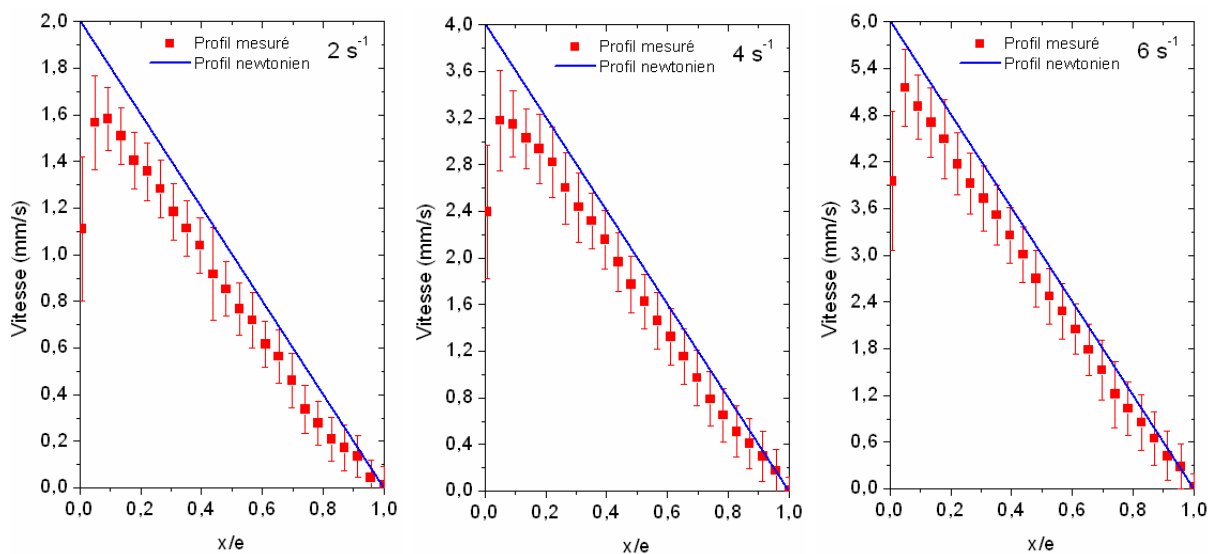 2,0
1,8
1,6
1,4
1,2
1,0
0,8
0,6
0,4
0,2
0,0
Vitesse (mm/s)
Profil mesuré
Profil newtonien
2 s⁻¹
0,0 0,2 0,4 0,6 0,8 1,0
x/e
4,0
3,6
3,2
2,8
2,4
2,0
1,6
1,2
0,8
0,4
0,0
Vitesse (mm/s)
Profil mesuré
Profil newtonien
4 s⁻¹
0,0 0,2 0,4 0,6 0,8 1,0
x/e
6,0
5,4
4,8
4,2
3,6
3,0
2,4
1,8
1,2
0,6
0,0
Vitesse (mm/s)
Profil mesuré
Profil newtonien
6 s⁻¹
0,0 0,2 0,4 0,6 0,8 1,0
x/e